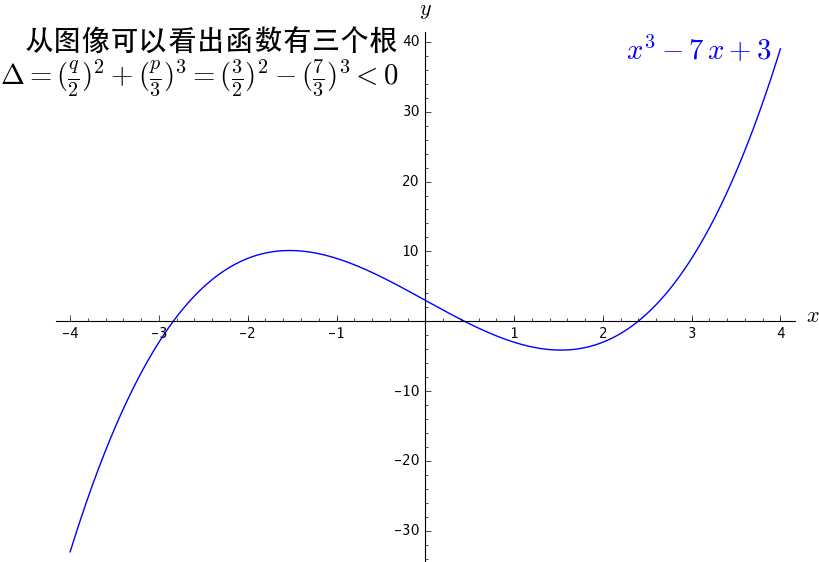 从图像可以看出函数有三个根
Δ = (q/2)² + (p/3)³ = (3/2)² − (7/3)³ < 0
x³ − 7 x + 3
y
40
30
20
10
-4 -3 -2 -1 1 2 3 4 x
-10
-20
-30